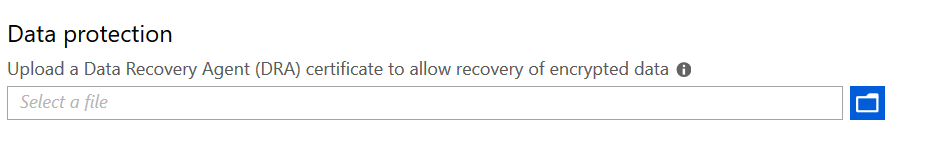 Data protection
Upload a Data Recovery Agent (DRA) certificate to allow recovery of encrypted data
Select a file